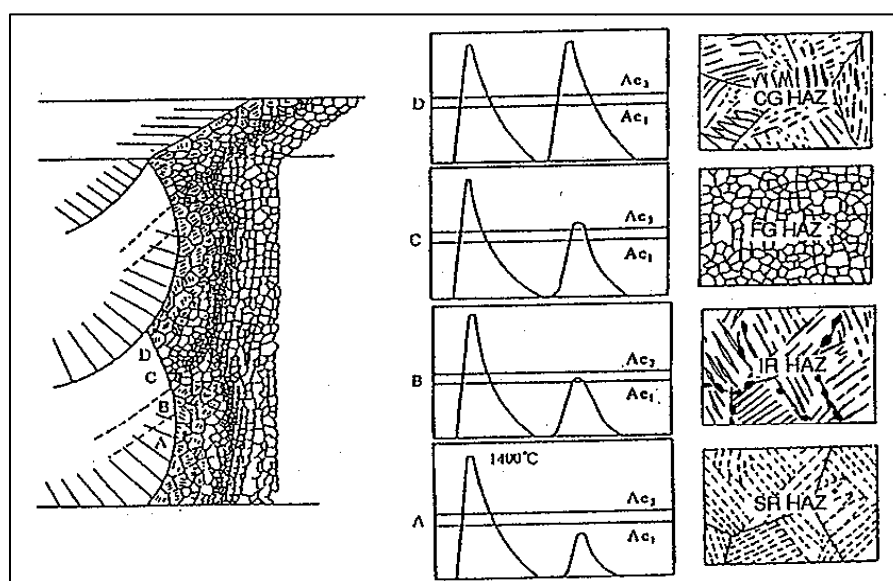 D
Ac3
Ac1
CG HAZ
C
Ac3
Ac1
FG HAZ
D
C
B
A
B
Ac3
Ac1
IR HAZ
1400°C
A
Ac3
Ac1
SR HAZ